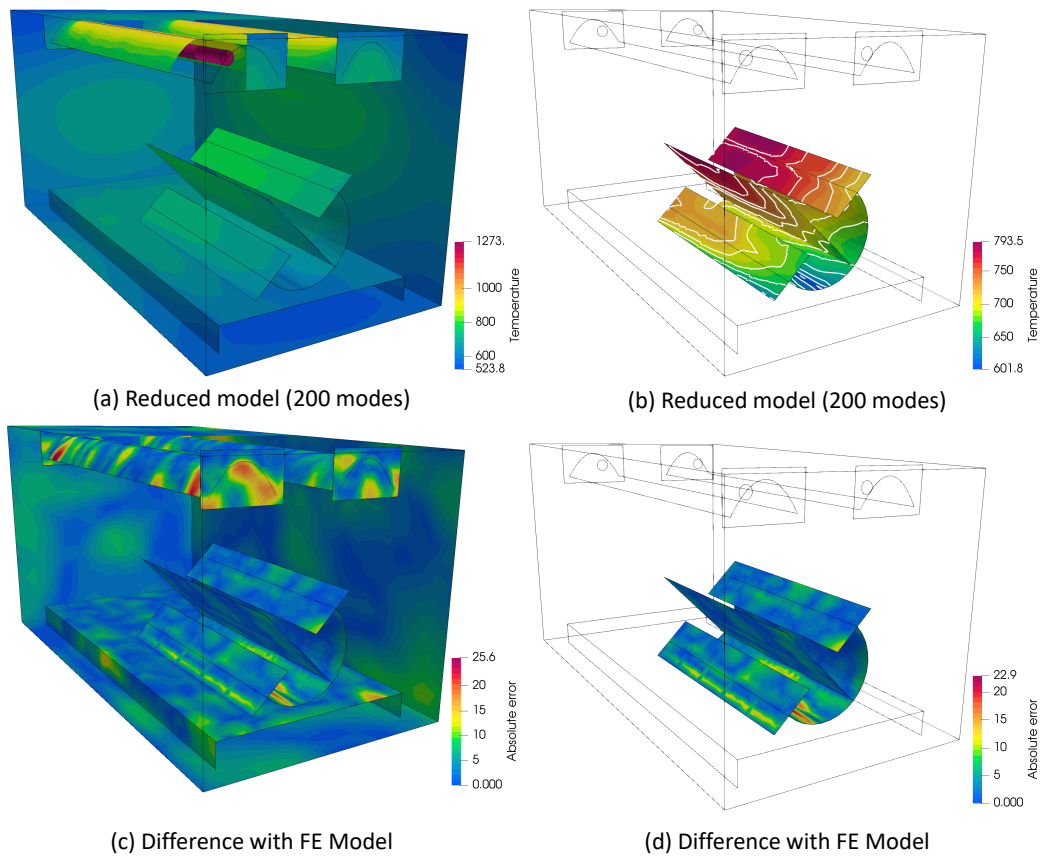 1273.
1000
800
600
523.8
Temperature
793.5
750
700
650
601.8
Temperature
(a) Reduced model (200 modes)
(b) Reduced model (200 modes)
25.6
20
15
10
5
0.000
Absolute error
22.9
20
15
10
5
0.000
Absolute error
(c) Difference with FE Model
(d) Difference with FE Model